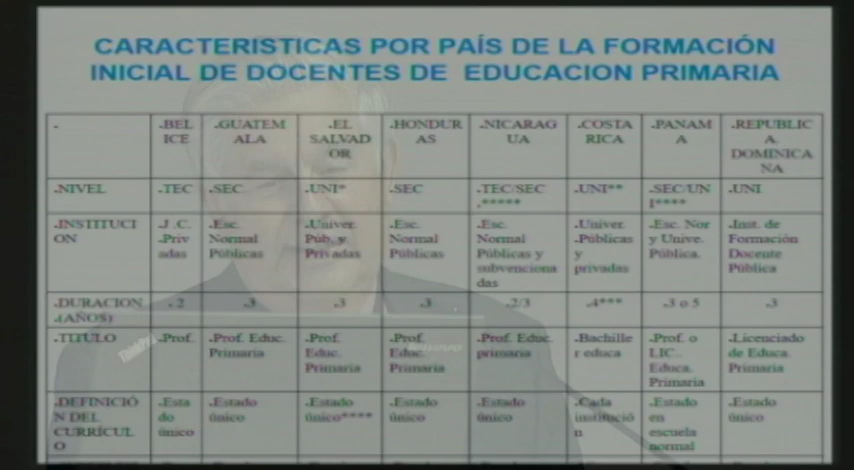 CARACTERISTICAS POR PAÍS DE LA FORMACIÓN
INICIAL DE DOCENTES DE EDUCACION PRIMARIA
.BEL .GUATEM .EL .HONDUR .NICARAG .COSTA .PANAM .REPUBLIC
ICE ALA SALVAD AS UA RICA A A.
OR DOMINICA
NA
.NIVEL .TEC .SEC .UNI* .SEC .TEC/SEC .UNI** .SEC/UN .UNI
.***** I****
.INSTITUCI .J .C. .Esc. .Univer. .Esc. .Esc. .Univer. .Esc. Nor .Inst. de
ON .Priv Normal Púb. y Normal Normal .Públicas y Unive. Formación
adas Públicas Privadas Públicas Públicas y y Pública. Docente
subvenciona privadas Pública
das
.DURACION . 2 .3 .3 .3 .2/3 .4*** .3 o 5 .3
.(AÑOS)
.TITULO .Prof. .Prof. Educ. .Prof. .Prof. .Prof. Educ. .Bachille .Prof. o .Licenciado
Primaria Educ. Educ. primaria r educa LIC.. de Educa.
Primaria Primaria Educa. Primaria
Primaria
.DEFINICIÓ .Esta .Estado .Estado .Estado .Estado .Cada .Estado .Estado
N DEL do único único**** único único institució en único
CURRÍCUL único n escuela
O normal
ThinkPad